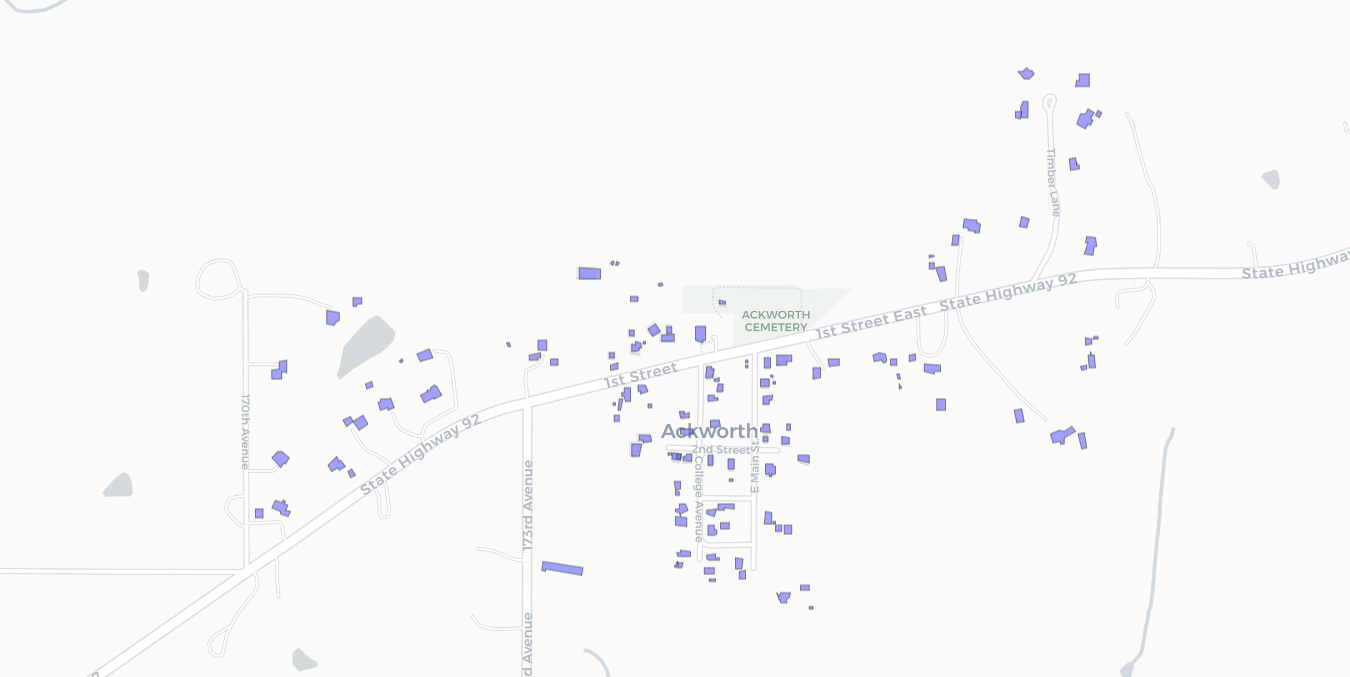 Timber Lane
State Highway
State Highway 92
1st Street East
ACKWORTH
CEMETERY
1st Street
170th Avenue
State Highway 92
Ackworth
2nd Street
E Main St
College Avenue
173rd Avenue
d Avenue